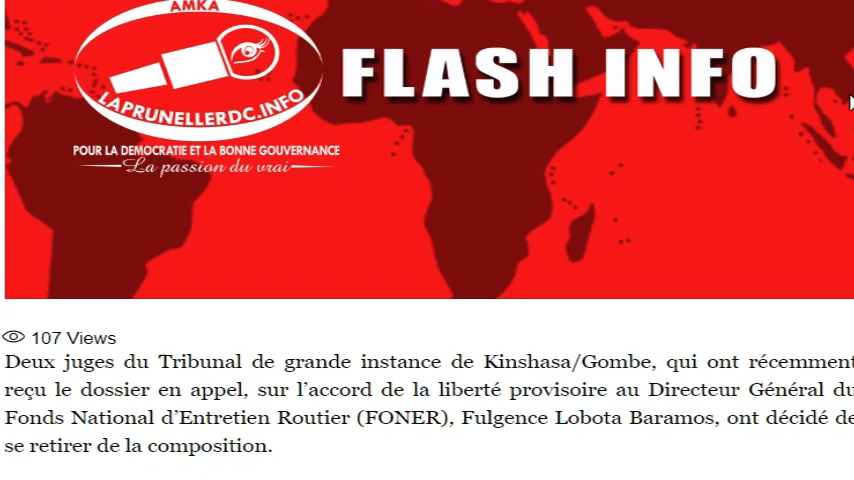 AMKA
LAPRUNELLERDC.INFO
FLASH INFO
POUR LA DEMOCRATIE ET LA BONNE GOUVERNANCE
La passion du vrai
107 Views
Deux juges du Tribunal de grande instance de Kinshasa/Gombe, qui ont récemment
reçu le dossier en appel, sur l’accord de la liberté provisoire au Directeur Général du
Fonds National d’Entretien Routier (FONER), Fulgence Lobota Baramos, ont décidé de
se retirer de la composition.